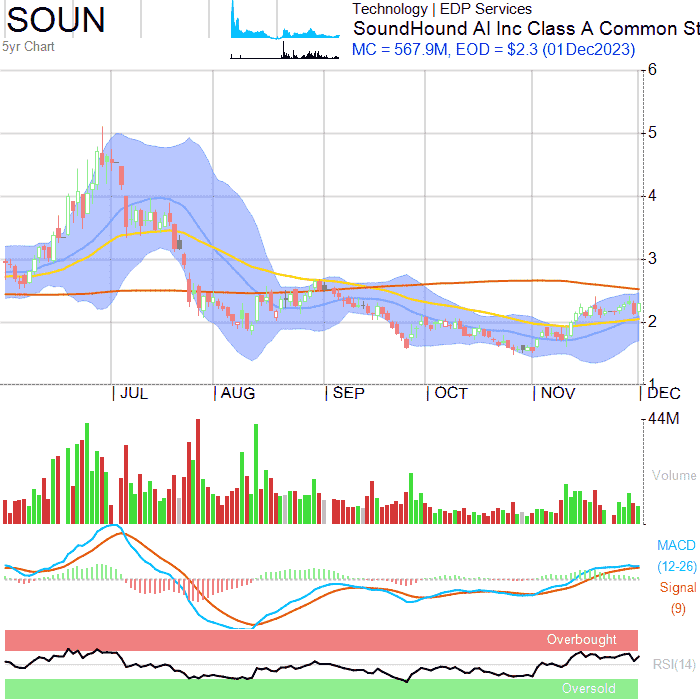 SOUN
5yr Chart
Technology | EDP Services
SoundHound AI Inc Class A Common St
MC = 567.9M, EOD = $2.3 (01Dec2023)
6
5
4
3
2
1
JUL AUG SEP OCT NOV DEC
44M
Volume
MACD
(12-26)
Signal
(9)
Overbought
RSI(14)
Oversold